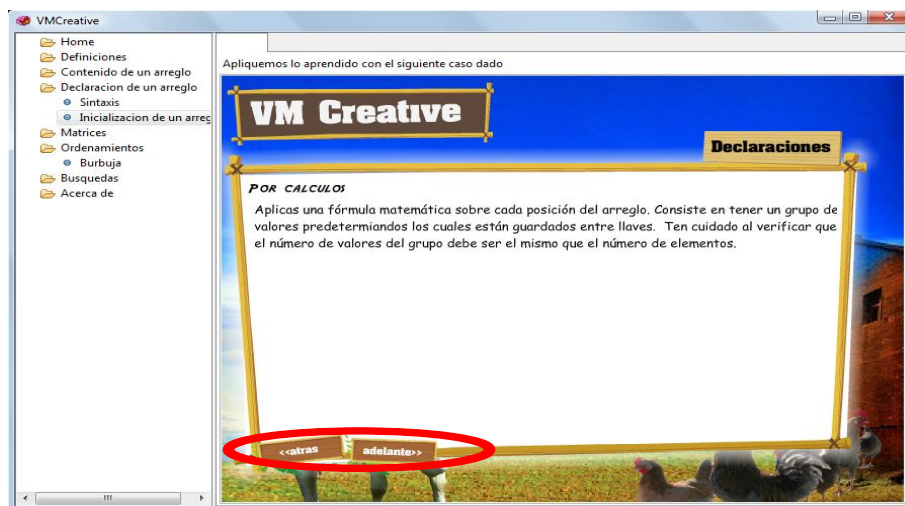 VMCreative
Home
Definiciones
Contenido de un arreglo
Declaracion de un arreglo
Sintaxis
Inicializacion de un arreg
Matrices
Ordenamientos
Burbuja
Busquedas
Acerca de
Apliquemos lo aprendido con el siguiente caso dado
VM Creative
Declaraciones
POR CALCULOS
Aplicas una fórmula matemática sobre cada posición del arreglo. Consiste en tener un grupo de
valores predetermiandos los cuales están guardados entre llaves. Ten cuidado al verificar que
el número de valores del grupo debe ser el mismo que el número de elementos.
<<atras
adelante>>